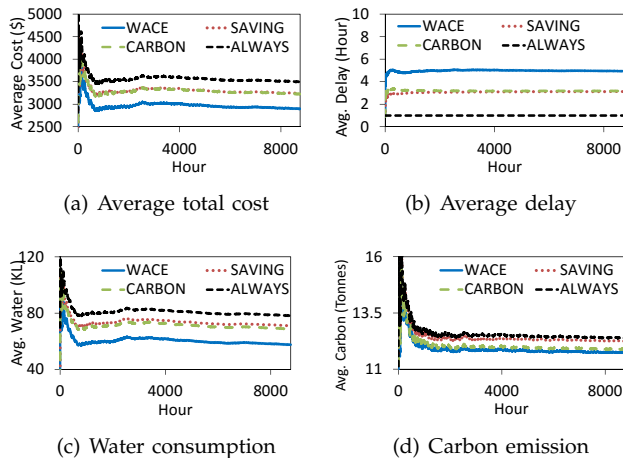 Average Cost ($)
5000
4500
4000
3500
3000
2500
WACE
SAVING
CARBON
ALWAYS
0
4000
8000
Hour
(a) Average total cost
Avg. Delay (Hour)
10
8
6
4
2
0
WACE
SAVING
CARBON
ALWAYS
0
4000
8000
Hour
(b) Average delay
Avg. Water (KL)
120
80
40
WACE
SAVING
CARBON
ALWAYS
0
4000
8000
Hour
(c) Water consumption
Avg. Carbon (Tonnes)
16
13.5
11
WACE
SAVING
CARBON
ALWAYS
0
4000
8000
Hour
(d) Carbon emission